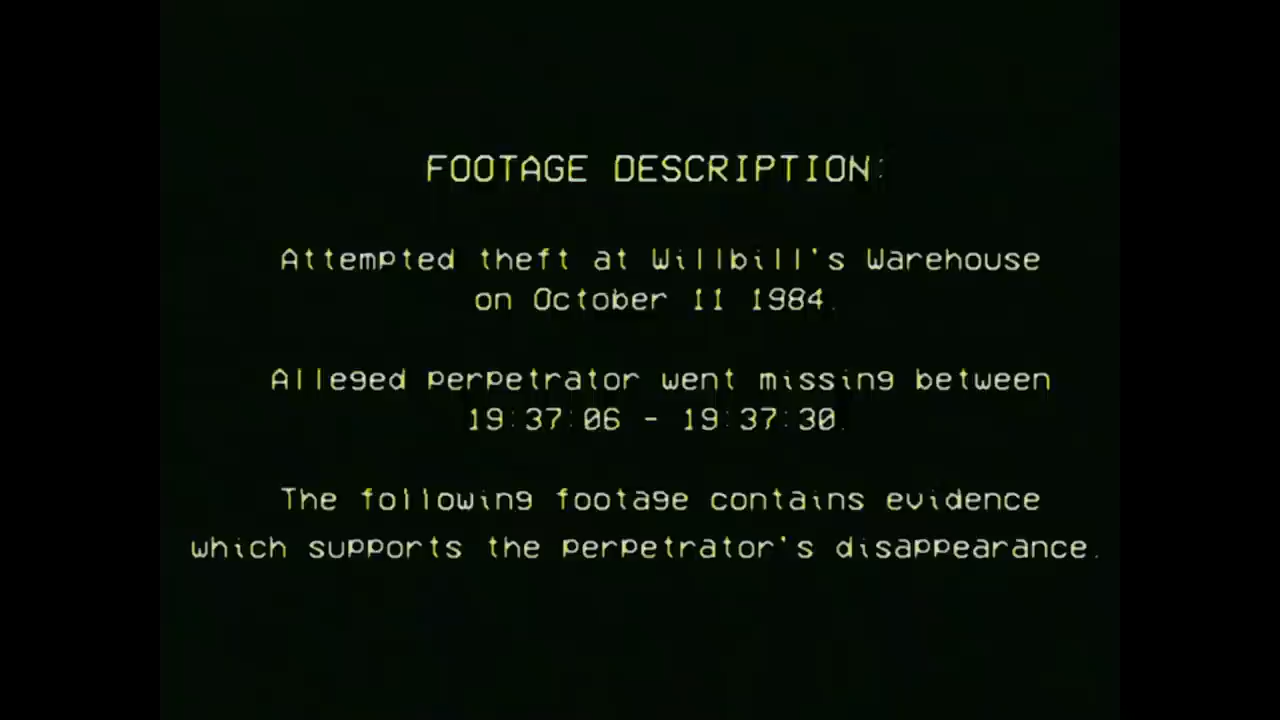 FOOTAGE DESCRIPTION:
Attempted theft at Willbill's Warehouse
on October 11 1984.
Alleged perpetrator went missing between
19:37:06 - 19:37:30.
The following footage contains evidence
which supports the perpetrator's disappearance.